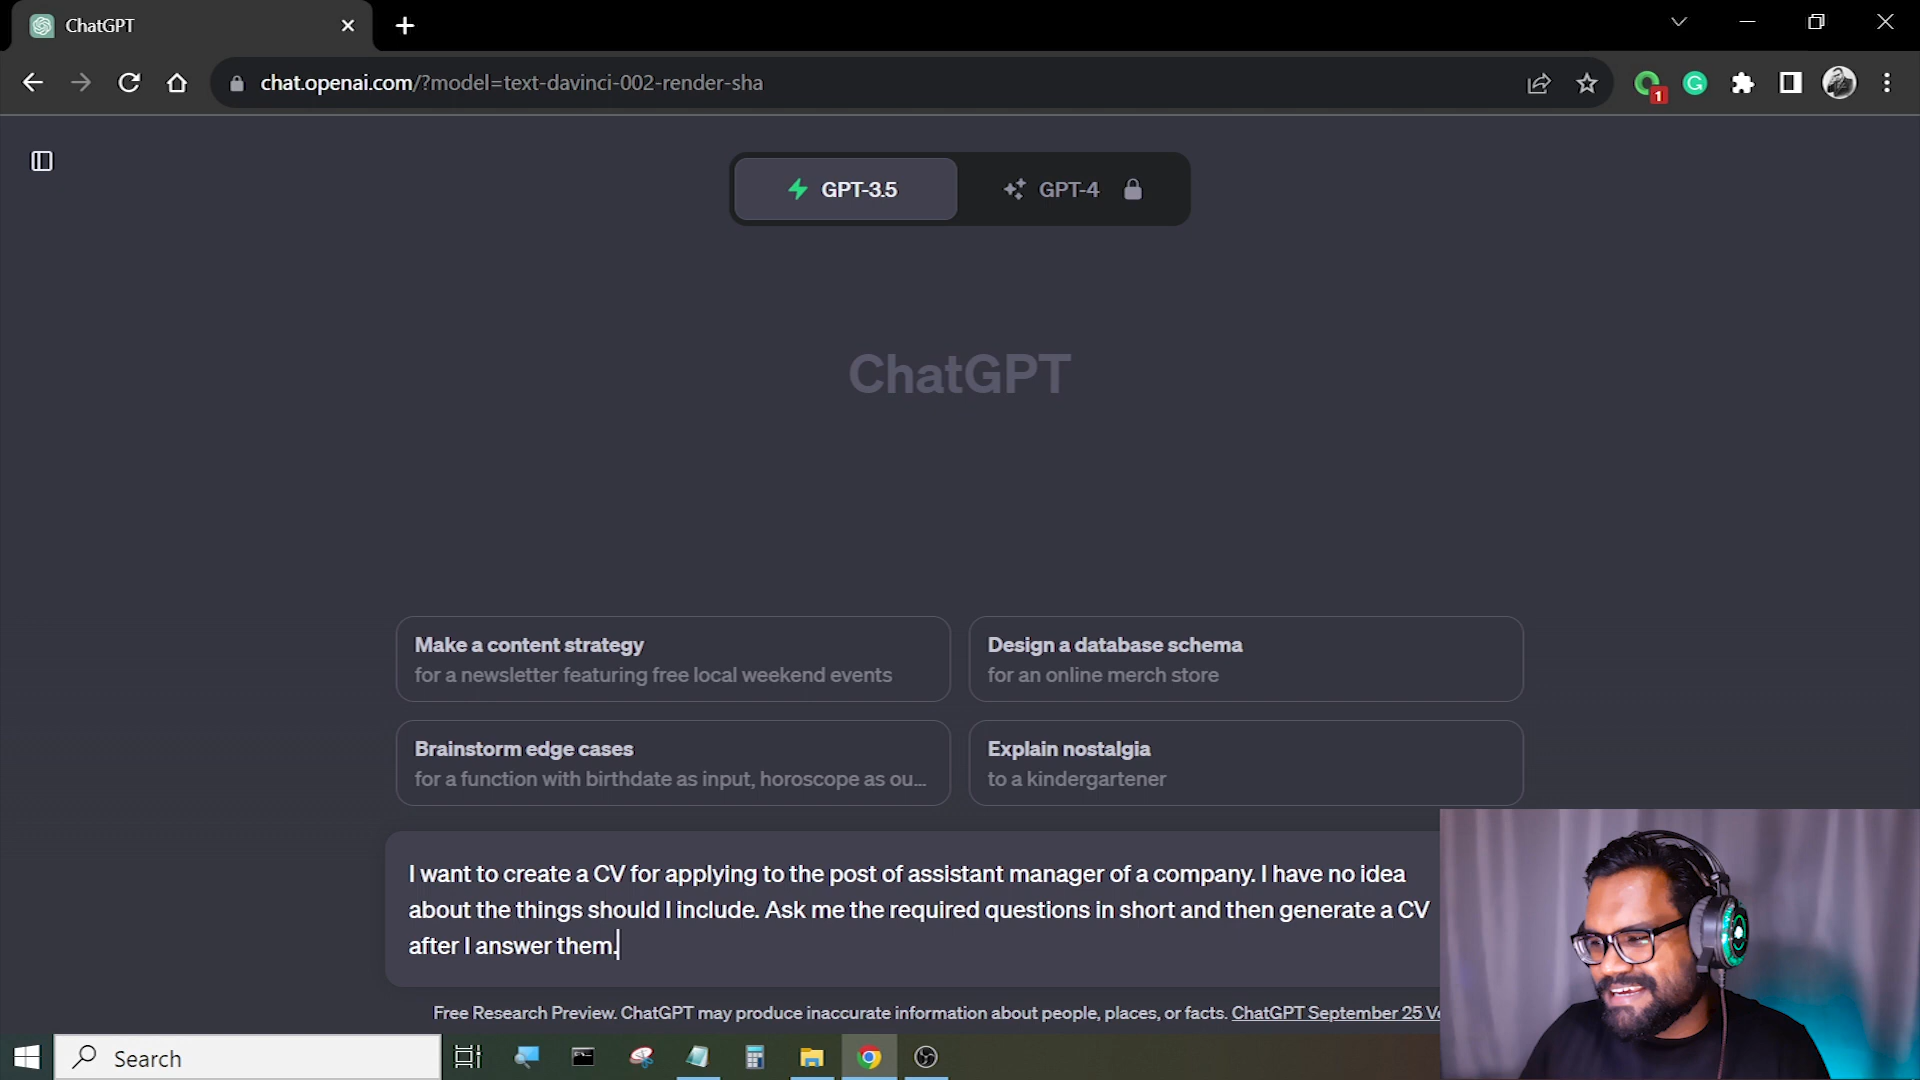 ChatGPT
chat.openai.com/?model=text-davinci-002-render-sha
1
GPT-3.5
GPT-4
ChatGPT
Make a content strategy
for a newsletter featuring free local weekend events
Design a database schema
for an online merch store
Brainstorm edge cases
for a function with birthdate as input, horoscope as ou...
Explain nostalgia
to a kindergartener
I want to create a CV for applying to the post of assistant manager of a company. I have no idea
about the things should I include. Ask me the required questions in short and then generate a CV
after I answer them.
Free Research Preview. ChatGPT may produce inaccurate information about people, places, or facts. ChatGPT September 25
Search